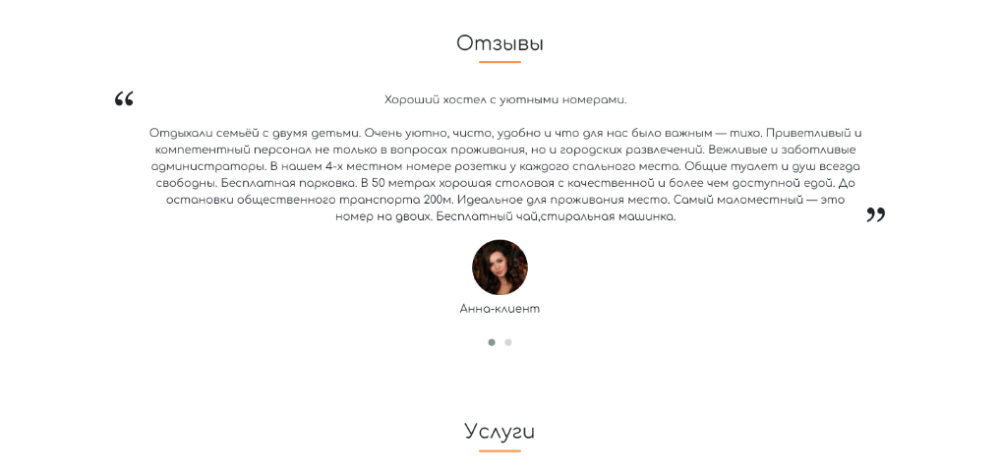 Отзывы
“
Хороший хостел с уютными номерами.
Отдыхали семьёй с двумя детьми. Очень уютно, чисто, удобно и что для нас было важным — тихо. Приветливый и
компетентный персонал не только в вопросах проживания, но и городских развлечений. Вежливые и заботливые
администраторы. В нашем 4-х местном номере розетки у каждого спального места. Общие туалет и душ всегда
свободны. Бесплатная парковка. В 50 метрах хорошая столовая с качественной и более чем доступной едой. До
остановки общественного транспорта 200м. Идеальное для проживания место. Самый маломестный — это
номер на двоих. Бесплатный чай,стиральная машинка.
”
Анна-клиент
Услуги